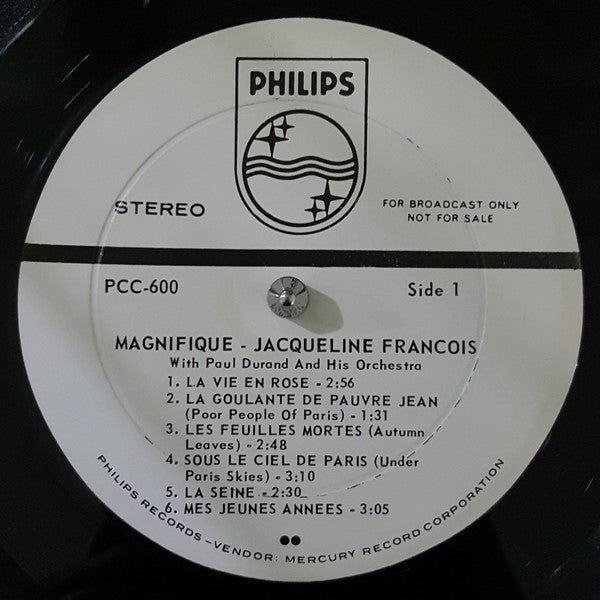 PHILIPS
STEREO
FOR BROADCAST ONLY
NOT FOR SALE
PCC-600
Side 1
MAGNIFIQUE - JACQUELINE FRANCOIS
With Paul Durand And His Orchestra
1. LA VIE EN ROSE - 2:56
2. LA GOULANTE DE PAUVRE JEAN
(Poor People Of Paris) - 1:31
3. LES FEUILLES MORTES (Autumn
Leaves) - 2:48
4. SOUS LE CIEL DE PARIS (Under
Paris Skies) - 3:10
5. LA SEINE - 2:30
6. MES JEUNES ANNEES - 3:05
PHILIPS RECORDS - VENDOR: MERCURY RECORD CORPORATION